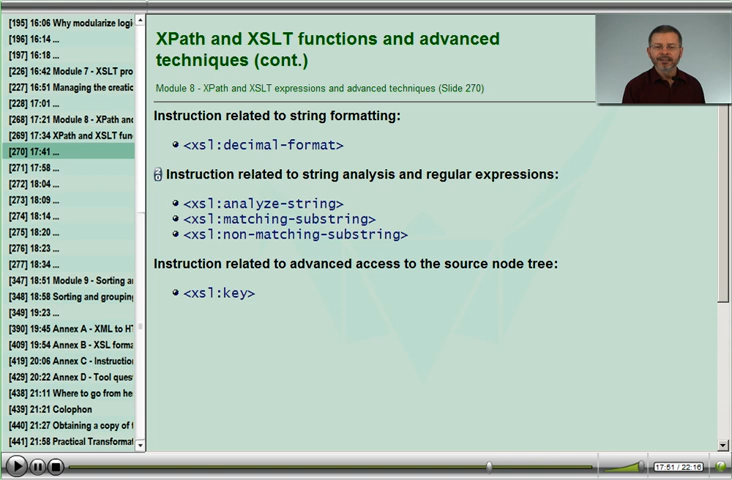 [195] 16:06 Why modularize logi
[196] 16:14 ...
[197] 16:18 ...
[226] 16:42 Module 7 - XSLT pro
[227] 16:51 Managing the creatic
[228] 17:01 ...
[268] 17:21 Module 8 - XPath and
[269] 17:34 XPath and XSLT fun
[270] 17:41 ...
[271] 17:58 ...
[272] 18:04 ...
[273] 18:09 ...
[274] 18:14 ...
[275] 18:20 ...
[276] 18:23 ...
[277] 18:34 ...
[347] 18:51 Module 9 - Sorting ar
[348] 18:58 Sorting and grouping
[349] 19:23 ...
[390] 19:45 Annex A - XML to HT
[409] 19:54 Annex B - XSL forma
[419] 20:06 Annex C - Instructio
[429] 20:22 Annex D - Tool ques
[438] 21:11 Where to go from he
[439] 21:21 Colophon
[440] 21:27 Obtaining a copy of t
[441] 21:58 Practical Transformat
XPath and XSLT functions and advanced
techniques (cont.)
Module 8 - XPath and XSLT expressions and advanced techniques (Slide 270)
Instruction related to string formatting:
<xsl:decimal-format>
Instruction related to string analysis and regular expressions:
<xsl:analyze-string>
<xsl:matching-substring>
<xsl:non-matching-substring>
Instruction related to advanced access to the source node tree:
<xsl:key>
17:51 / 22:16